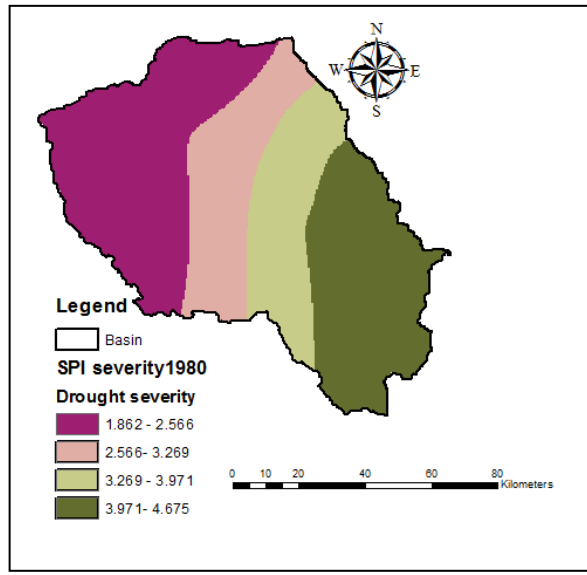 N
W E
S
Legend
Basin
SPI severity1980
Drought severity
1.862 - 2.566
2.566- 3.269
3.269 - 3.971
3.971- 4.675
0 10 20 40 60 80
Kilometers